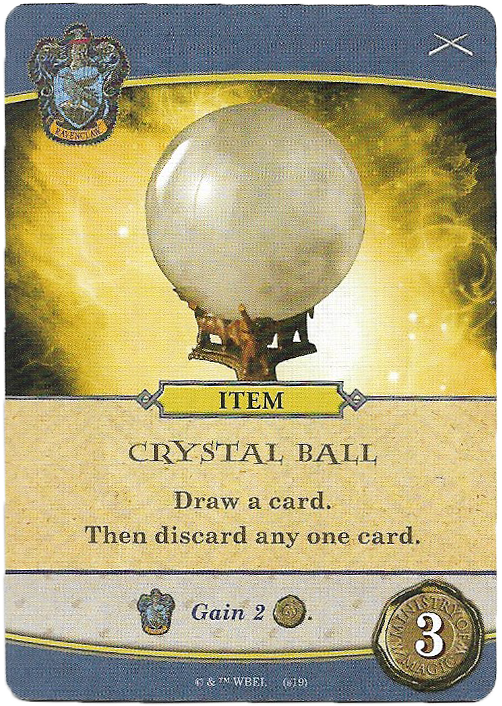 RAVENCLAW
ITEM
CRYSTAL BALL
Draw a card.
Then discard any one card.
Gain 2 .
MINISTRY OF MAGIC
3
© & ™ WBEI. (s19)